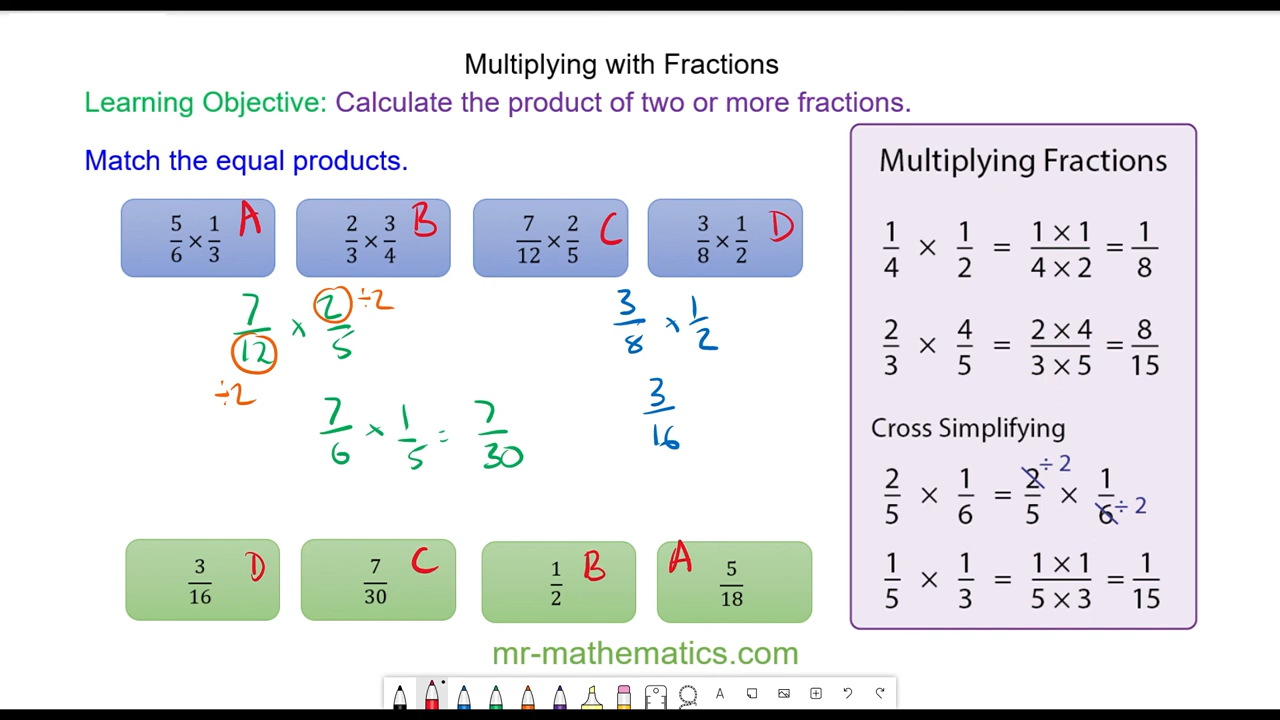 Multiplying with Fractions
Learning Objective: Calculate the product of two or more fractions.
Match the equal products.
5/6 × 1/3 A
2/3 × 3/4 B
7/12 × 2/5 C
3/8 × 1/2 D
7/12 × 2/5 ÷2
÷2
7/6 × 1/5 = 7/30
3/8 × 1/2
3/16
3/16 D
7/30 C
1/2 B
A 5/18
Multiplying Fractions
1/4 × 1/2 = 1 × 1/4 × 2 = 1/8
2/3 × 4/5 = 2 × 4/3 × 5 = 8/15
Cross Simplifying
2/5 × 1/6 = 2/5 ÷ 2 × 1/6 ÷ 2
1/5 × 1/3 = 1 × 1/5 × 3 = 1/15
mr-mathematics.com
A